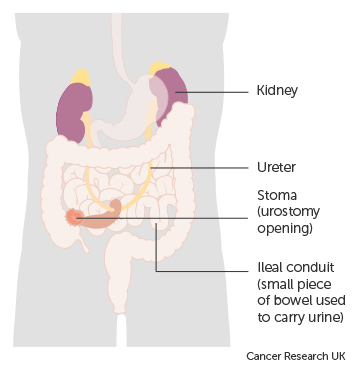 Kidney
Ureter
Stoma
(urostomy
opening)
Ileal conduit
(small piece
of bowel used
to carry urine)
Cancer Research UK